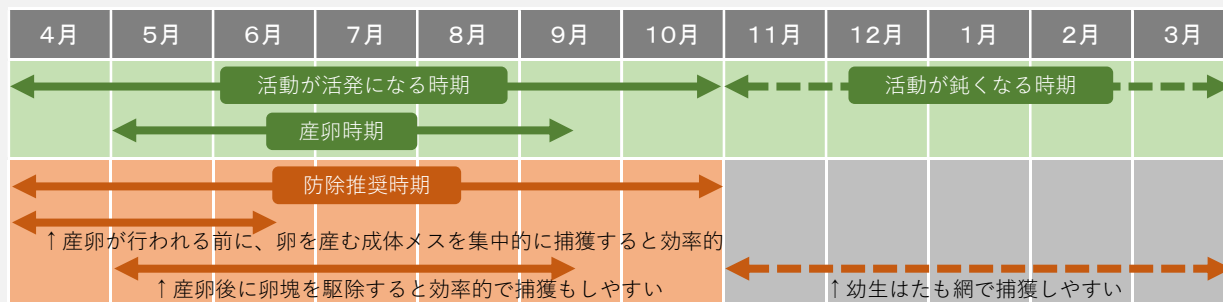 4月 5月 6月 7月 8月 9月 10月 11月 12月 1月 2月 3月
活動が活発になる時期 活動が鈍くなる時期
産卵時期
防除推奨時期
↑産卵が行われる前に、卵を産む成体メスを集中的に捕獲すると効率的
↑産卵後に卵塊を駆除すると効率的で捕獲もしやすい ↑幼生はたも網で捕獲しやすい